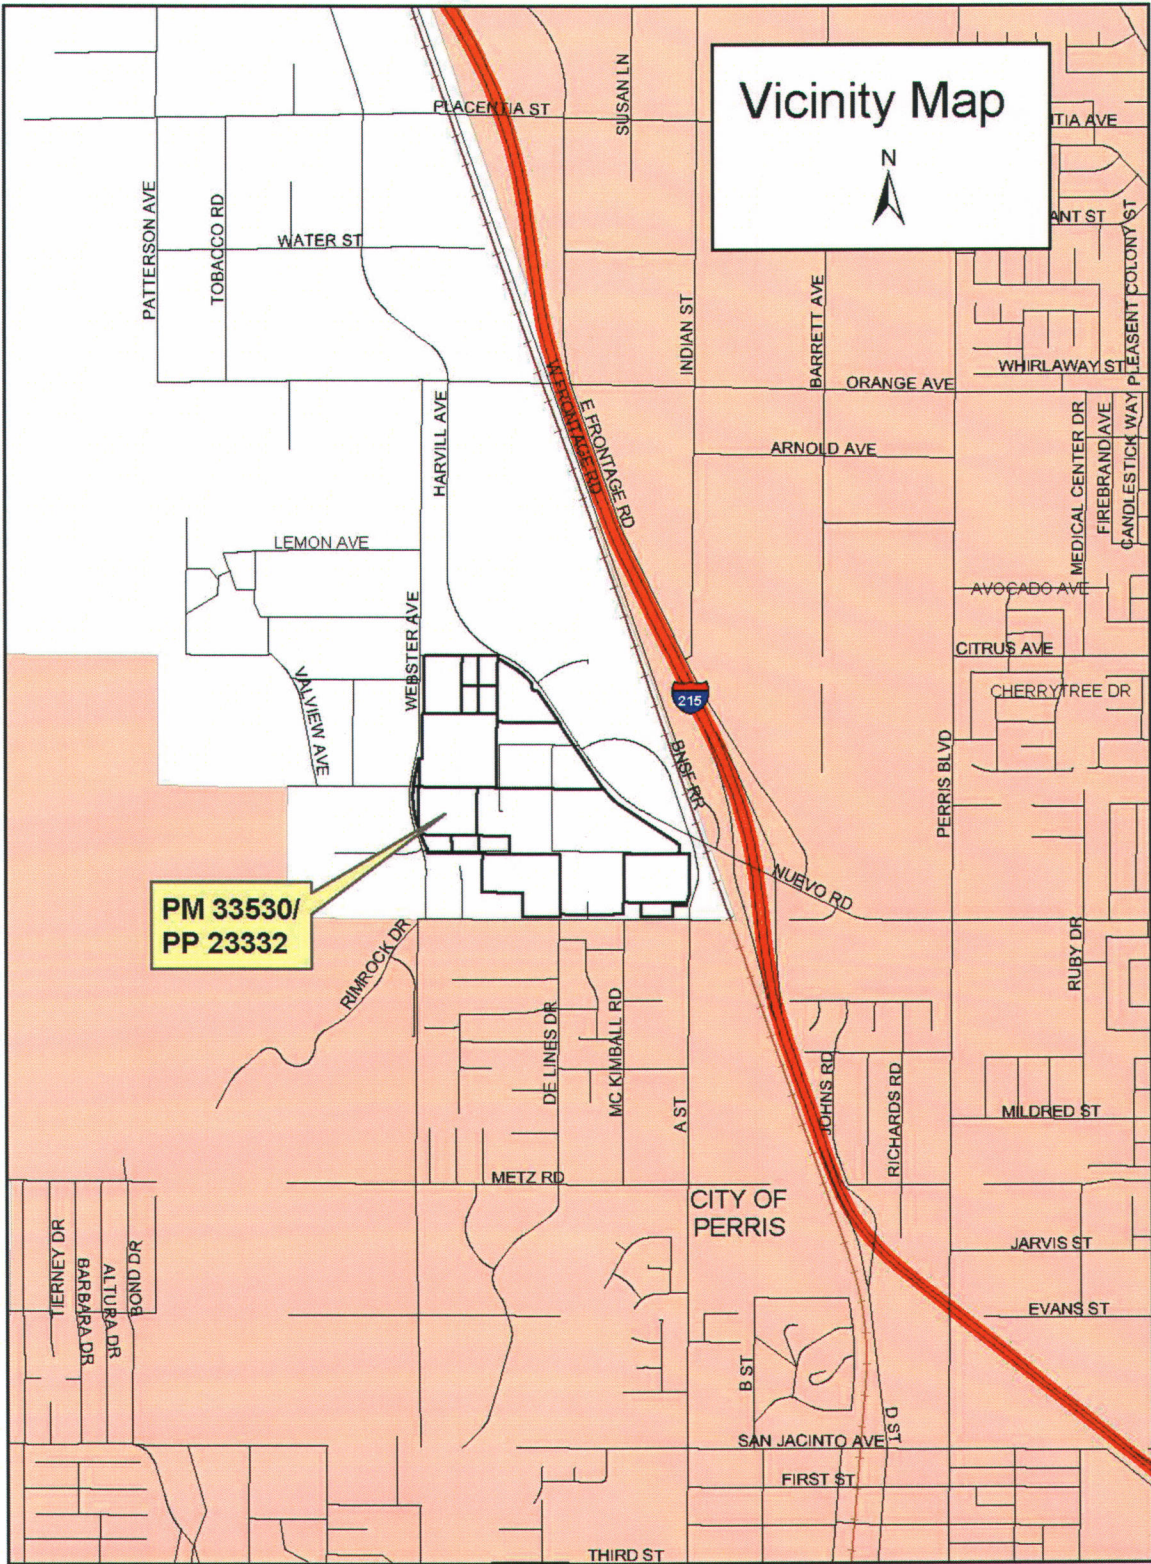 Vicinity Map
N
PLACENTIA ST
SUSAN LN
TIA AVE
ANT ST
PATTERSON AVE
TOBACCO RD
WATER ST
INDIAN ST
BARRETT AVE
PLEASENT COLONY ST
WHIRLAWAY ST
ORANGE AVE
HARVILL AVE
W FRONTAGE RD
E FRONTAGE RD
ARNOLD AVE
MEDICAL CENTER DR
FIREBRAND AVE
CANDLESTICK WAY
LEMON AVE
AVOCADO AVE
WEBSTER AVE
CITRUS AVE
VALVIEW AVE
215
CHERRYTREE DR
BNSF RR
PERRIS BLVD
NUEVO RD
PM 33530/
PP 23332
RIMROCK DR
RUBY DR
DE LINES DR
MC KIMBALL RD
A ST
JOHNS RD
RICHARDS RD
MILDRED ST
METZ RD
CITY OF
PERRIS
TIERNEY DR
BARBARA DR
ALTURA DR
BOND DR
JARVIS ST
EVANS ST
B ST
D ST
SAN JACINTO AVE
FIRST ST
THIRD ST